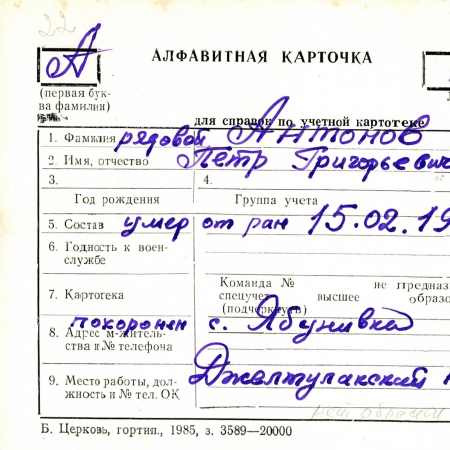 22
А
АЛФАВИТНАЯ КАРТОЧКА
(первая бук-
ва фамилии)
для справок по учетной картотеке
1. Фамилия рядовой Антонов
2. Имя, отчество Петр Григорьевич
3.
4.
Год рождения
Группа учета
5. Состав умер от ран 15.02.19
6. Годность к воен-
службе
Команда № не предназ
7. Картотека
спецучет высшее образо
(подчеркнуть)
похоронен с.
8. Адрес м-житель-
ства и № телефона
9. Место работы, дол-
жность и № тел. ОК
Джелтулакский
Б. Церковь, гортип., 1985, з. 3589—20000